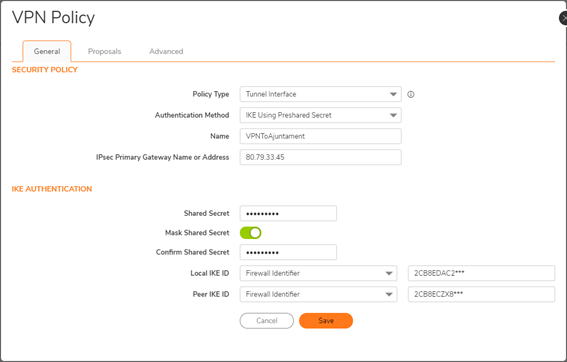 VPN Policy
General Proposals Advanced
SECURITY POLICY
Policy Type Tunnel Interface
Authentication Method IKE Using Preshared Secret
Name VPNToAjuntament
IPsec Primary Gateway Name or Address 80.79.33.45
IKE AUTHENTICATION
Shared Secret •••••••••
Mask Shared Secret
Confirm Shared Secret •••••••••
Local IKE ID Firewall Identifier 2CB8EDAC2***
Peer IKE ID Firewall Identifier 2CB8ECZX8***
Cancel Save